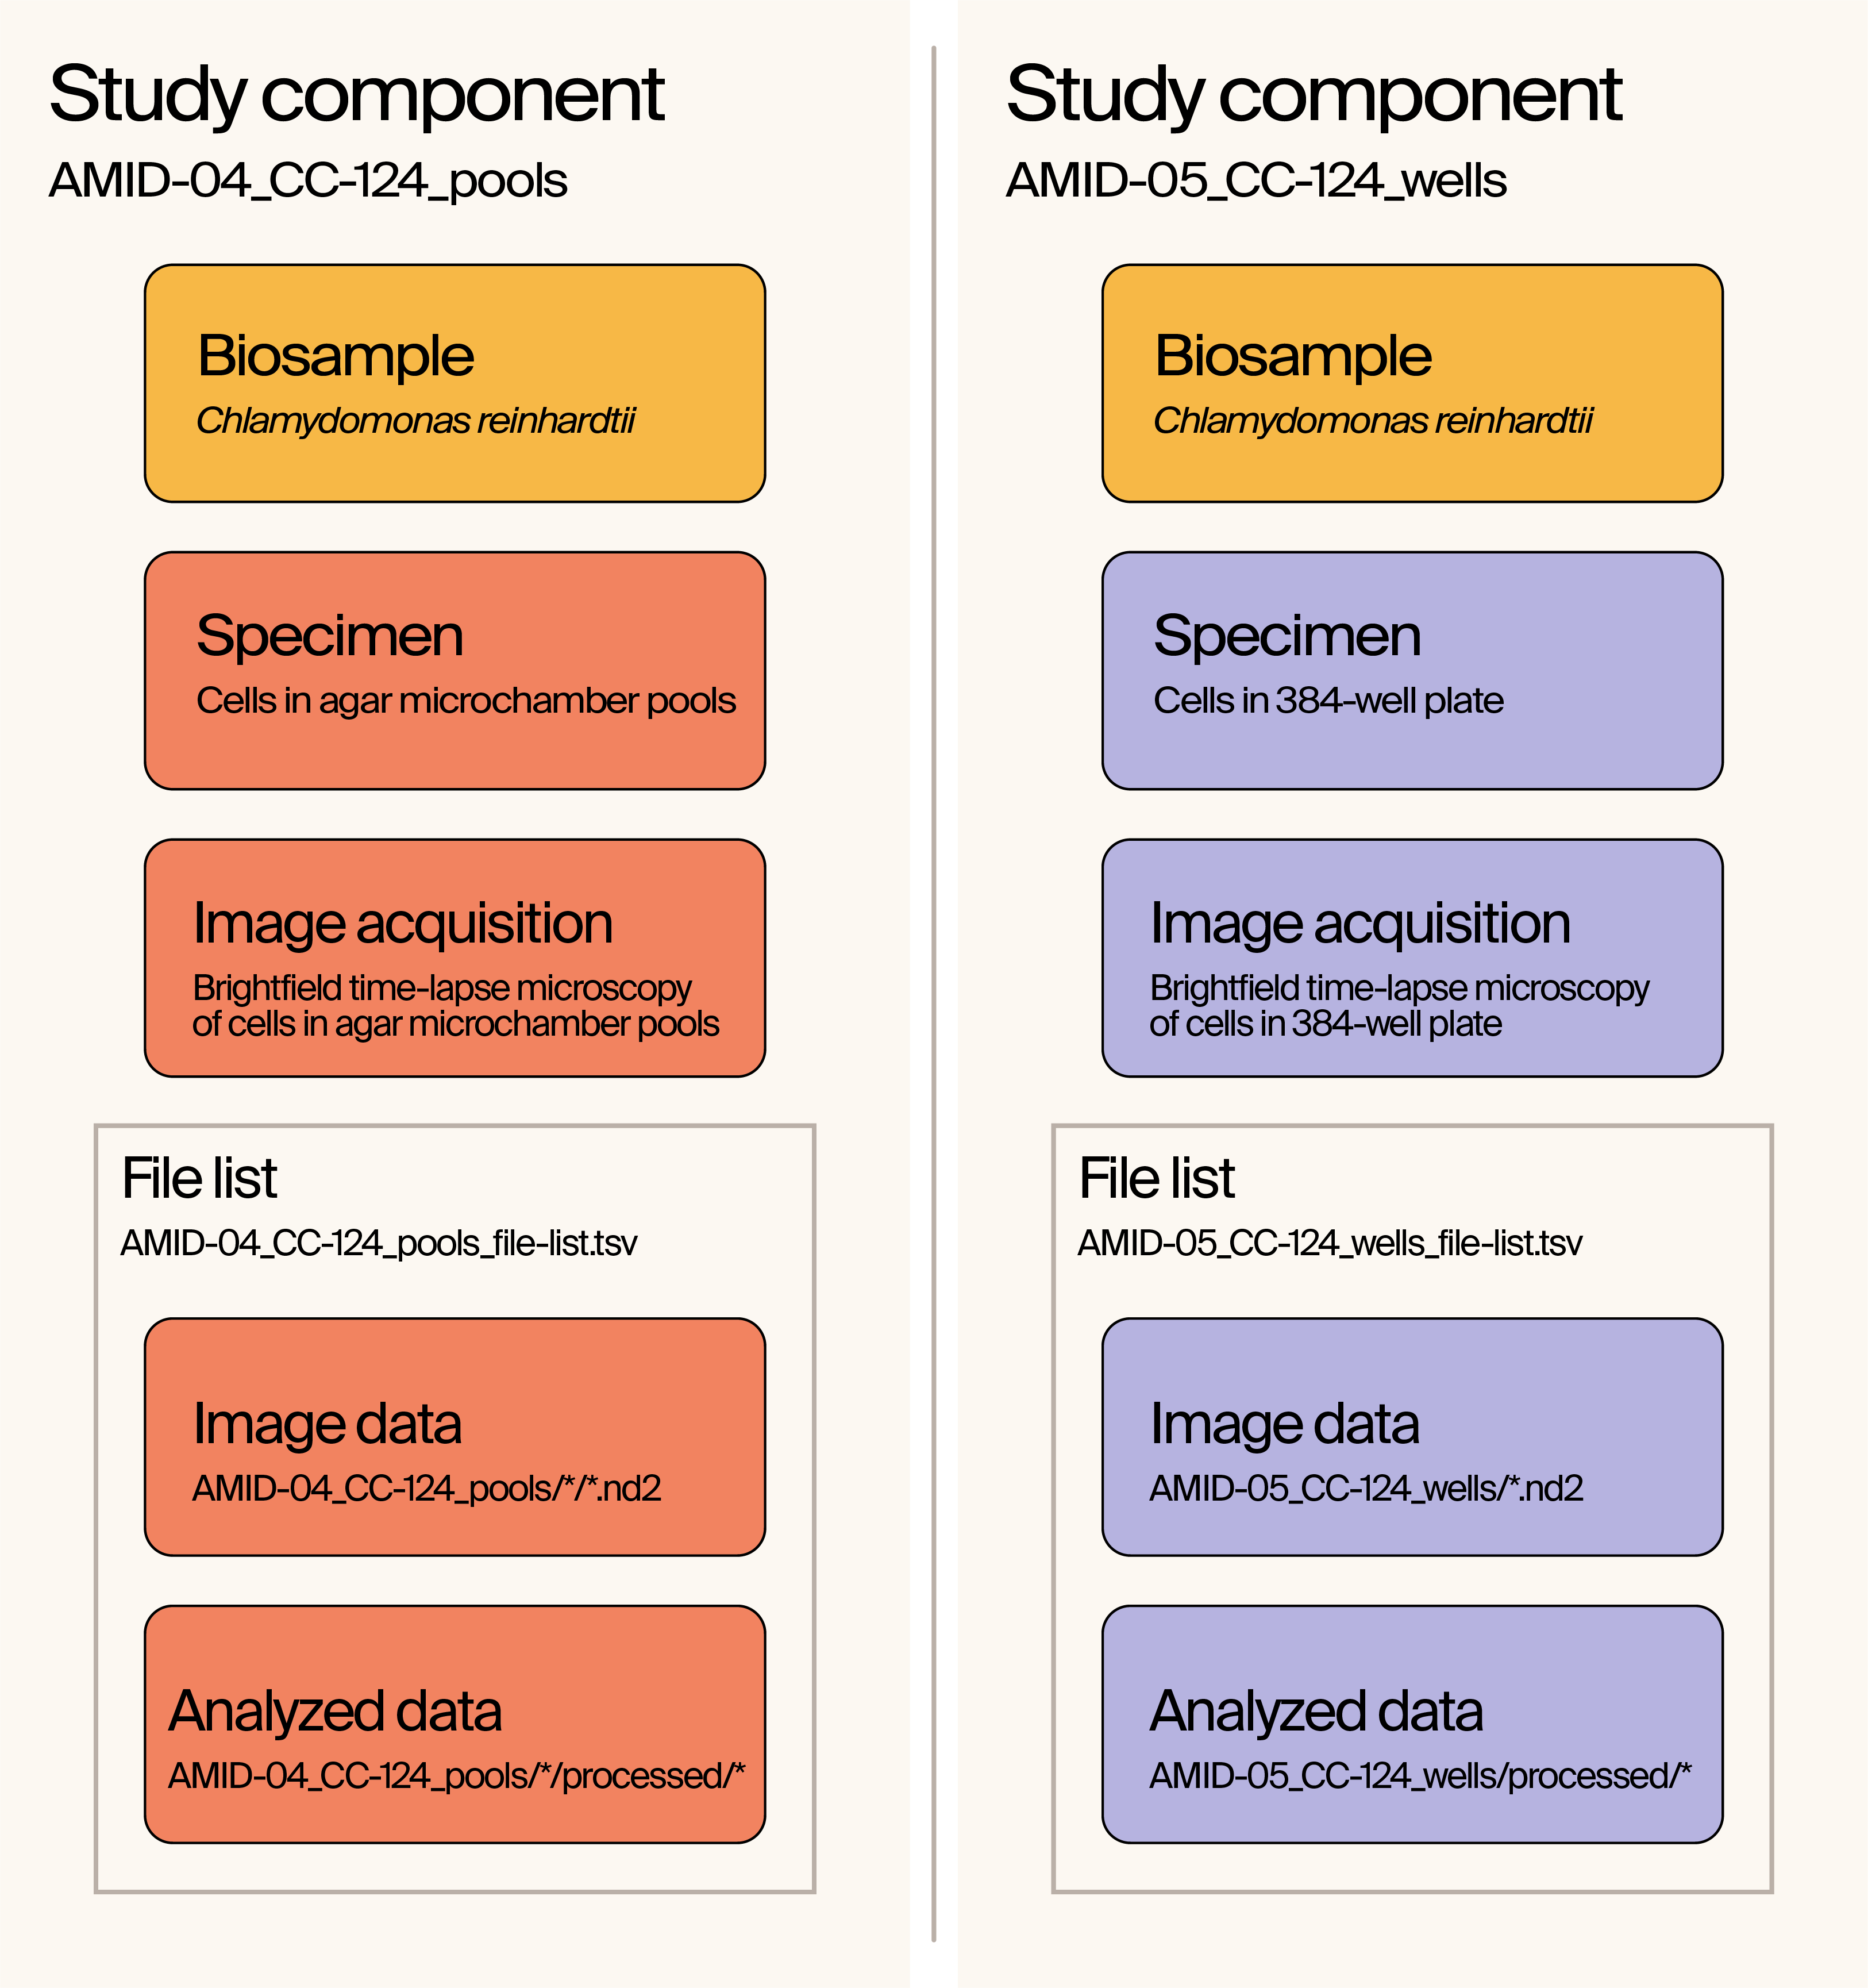 Study component
AMID-04_CC-124_pools
Biosample
Chlamydomonas reinhardtii
Specimen
Cells in agar microchamber pools
Image acquisition
Brightfield time-lapse microscopy
of cells in agar microchamber pools
File list
AMID-04_CC-124_pools_file-list.tsv
Image data
AMID-04_CC-124_pools/*/*.nd2
Analyzed data
AMID-04_CC-124_pools/*/processed/*
Study component
AMID-05_CC-124_wells
Biosample
Chlamydomonas reinhardtii
Specimen
Cells in 384-well plate
Image acquisition
Brightfield time-lapse microscopy
of cells in 384-well plate
File list
AMID-05_CC-124_wells_file-list.tsv
Image data
AMID-05_CC-124_wells/*.nd2
Analyzed data
AMID-05_CC-124_wells/processed/*